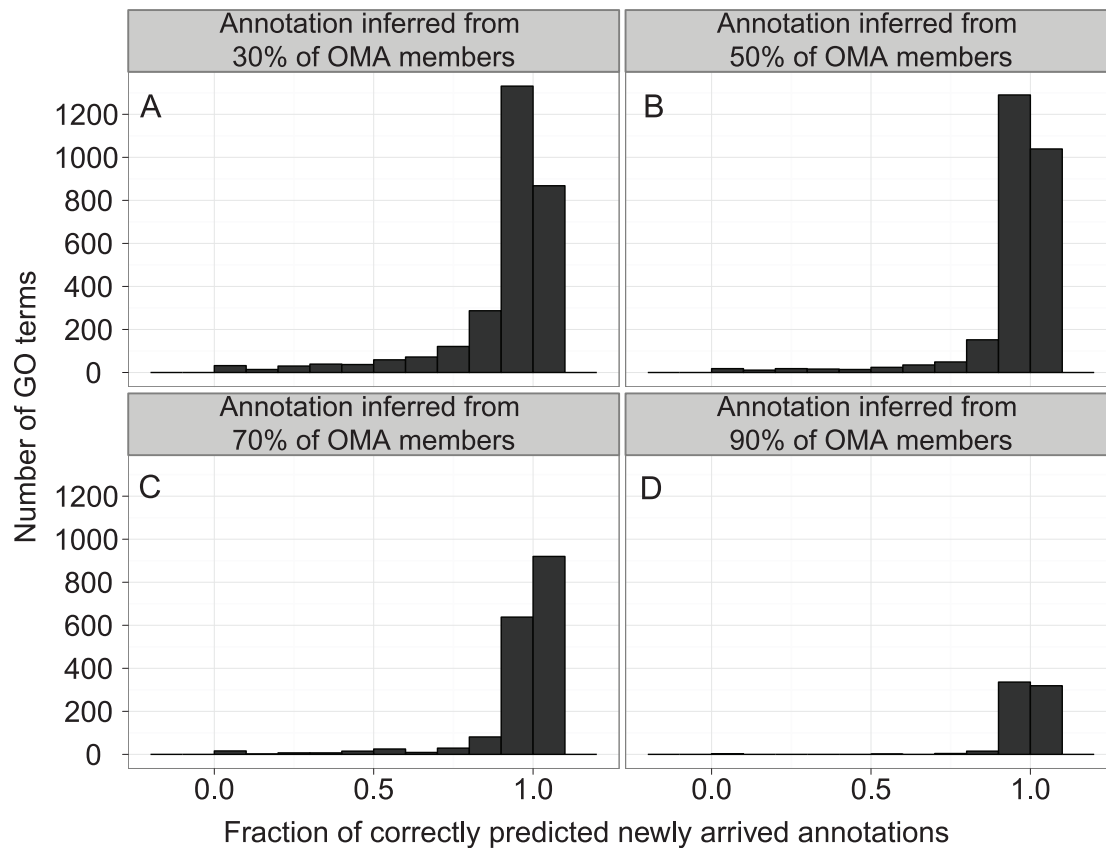 Annotation inferred from
30% of OMA members
Annotation inferred from
50% of OMA members
A
B
1200
1000
800
600
400
200
0
Annotation inferred from
70% of OMA members
Annotation inferred from
90% of OMA members
C
D
1200
1000
800
600
400
200
0
Number of GO terms
0.0 0.5 1.0
0.0 0.5 1.0
Fraction of correctly predicted newly arrived annotations